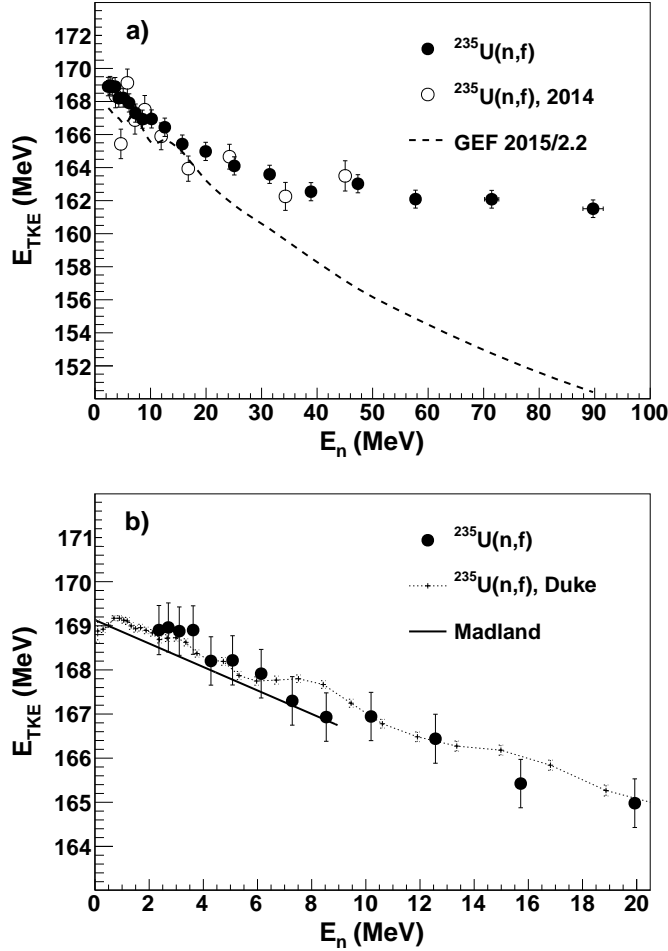 a)
²³⁵U(n,f)
²³⁵U(n,f), 2014
GEF 2015/2.2
E_TKE (MeV)
172
170
168
166
164
162
160
158
156
154
152
0 10 20 30 40 50 60 70 80 90 100
E_n (MeV)
b)
²³⁵U(n,f)
²³⁵U(n,f), Duke
Madland
E_TKE (MeV)
171
170
169
168
167
166
165
164
0 2 4 6 8 10 12 14 16 18 20
E_n (MeV)